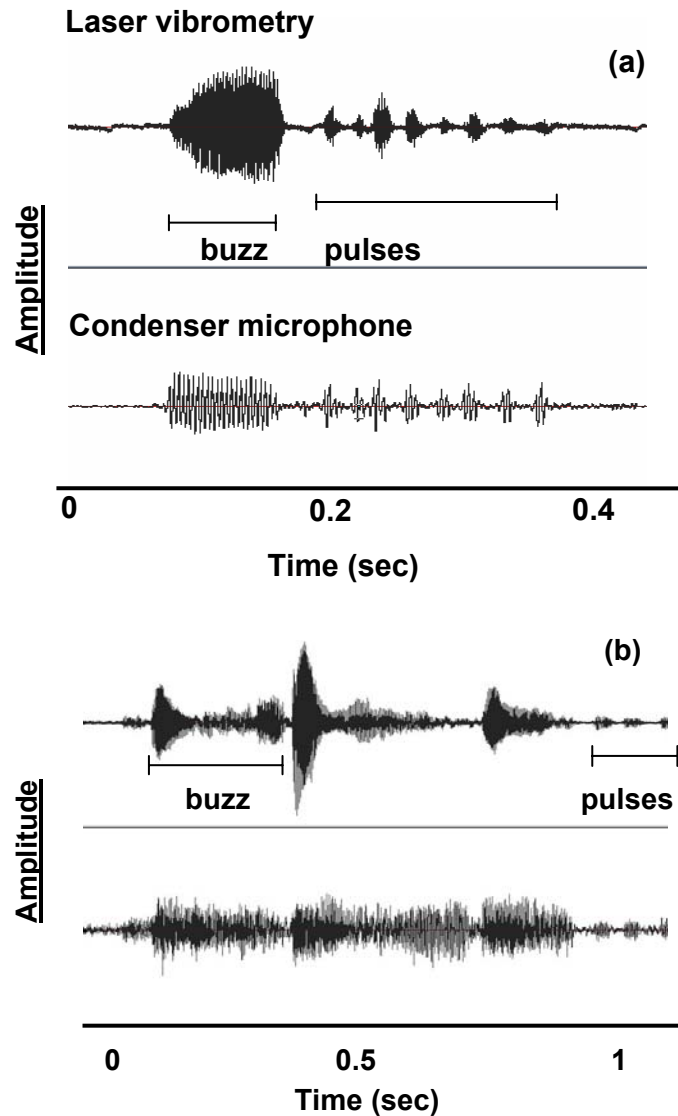 Laser vibrometry
(a)
Amplitude
buzz pulses
Condenser microphone
0 0.2 0.4
Time (sec)
(b)
Amplitude
buzz pulses
0 0.5 1
Time (sec)